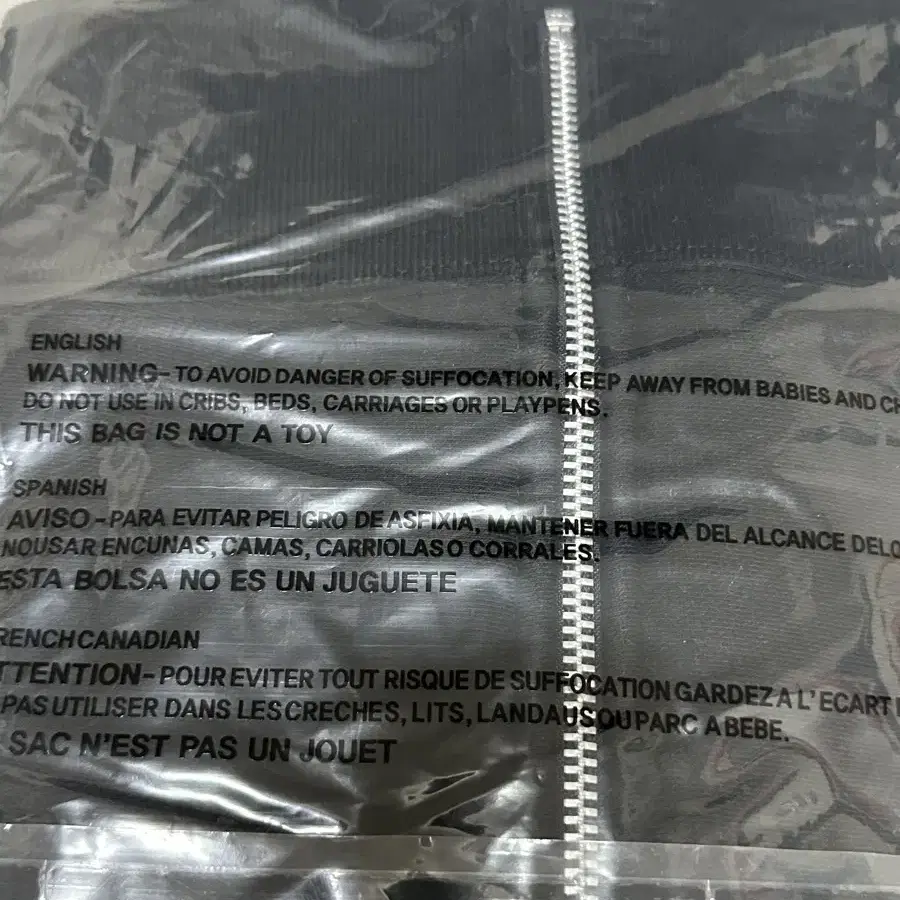 ENGLISH
WARNING-TO AVOID DANGER OF SUFFOCATION, KEEP AWAY FROM BABIES AND
DO NOT USE IN CRIBS, BEDS, CARRIAGES OR PLAYPENS.
THIS BAG IS NOT A TOY
SPANISH
AVISO-PARA EVITAR PELIGRO DE ASFIXIA, MANTENER FUERA DEL ALCANCE
NOUSAR ENCUNAS, CAMAS, CARRIOLAS O CORRALES.
ESTA BOLSA NO ES UN JUGUETE
RENCH CANADIAN
TTENTION-POUR EVITER TOUT RISQUE DE SUFFOCATION GARDEZ A L'ECART
PAS UTILISER DANS LES CRECHES, LITS, LANDAUS OU PARC A BEBE.
SAC N'EST PAS UN JOUET